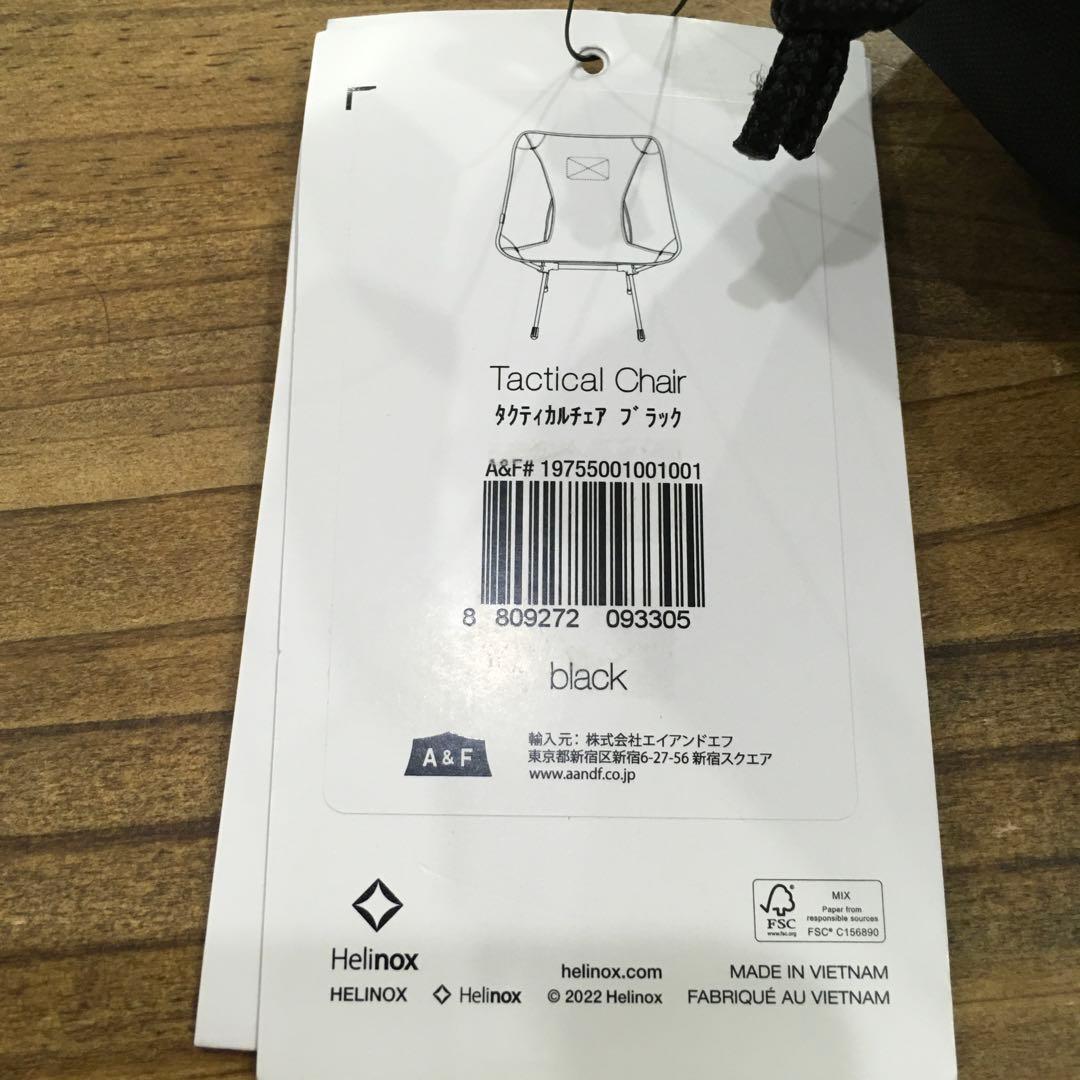 Tactical Chair
タクティカルチェア ブラック
A&F# 19755001001001
8 809272 093305
black
A & F
輸入元: 株式会社エイアンドエフ
東京都新宿区新宿6-27-56 新宿スクエア
www.aandf.co.jp
MIX
Paper from
responsible sources
FSC® C156890
FSC
www.fsc.org
Helinox
helinox.com
MADE IN VIETNAM
HELINOX
Helinox
© 2022 Helinox
FABRIQUÉ AU VIETNAM